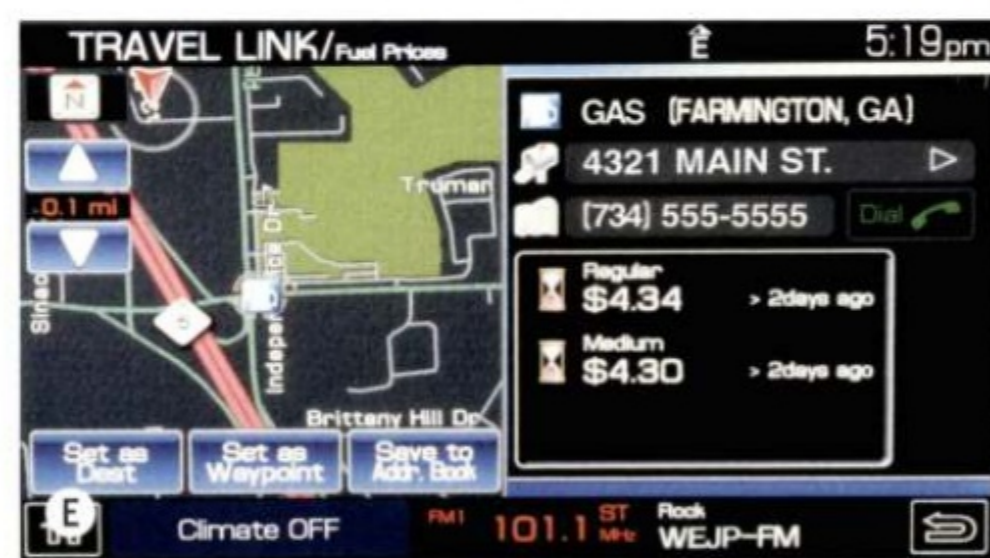 TRAVEL LINK/Fuel Prices
E
5:19pm
N
0.1 mi
Truman
Brittany Hill Dr
Set as Dest
Set as Waypoint
Save to Addr. Book
GAS (FARMINGTON, GA)
4321 MAIN ST.
(734) 555-5555
Dial
Regular
$4.34 > 2days ago
Medium
$4.30 > 2days ago
E
Climate OFF
FM1 101.1 MHz ST
Rock
WEJP-FM